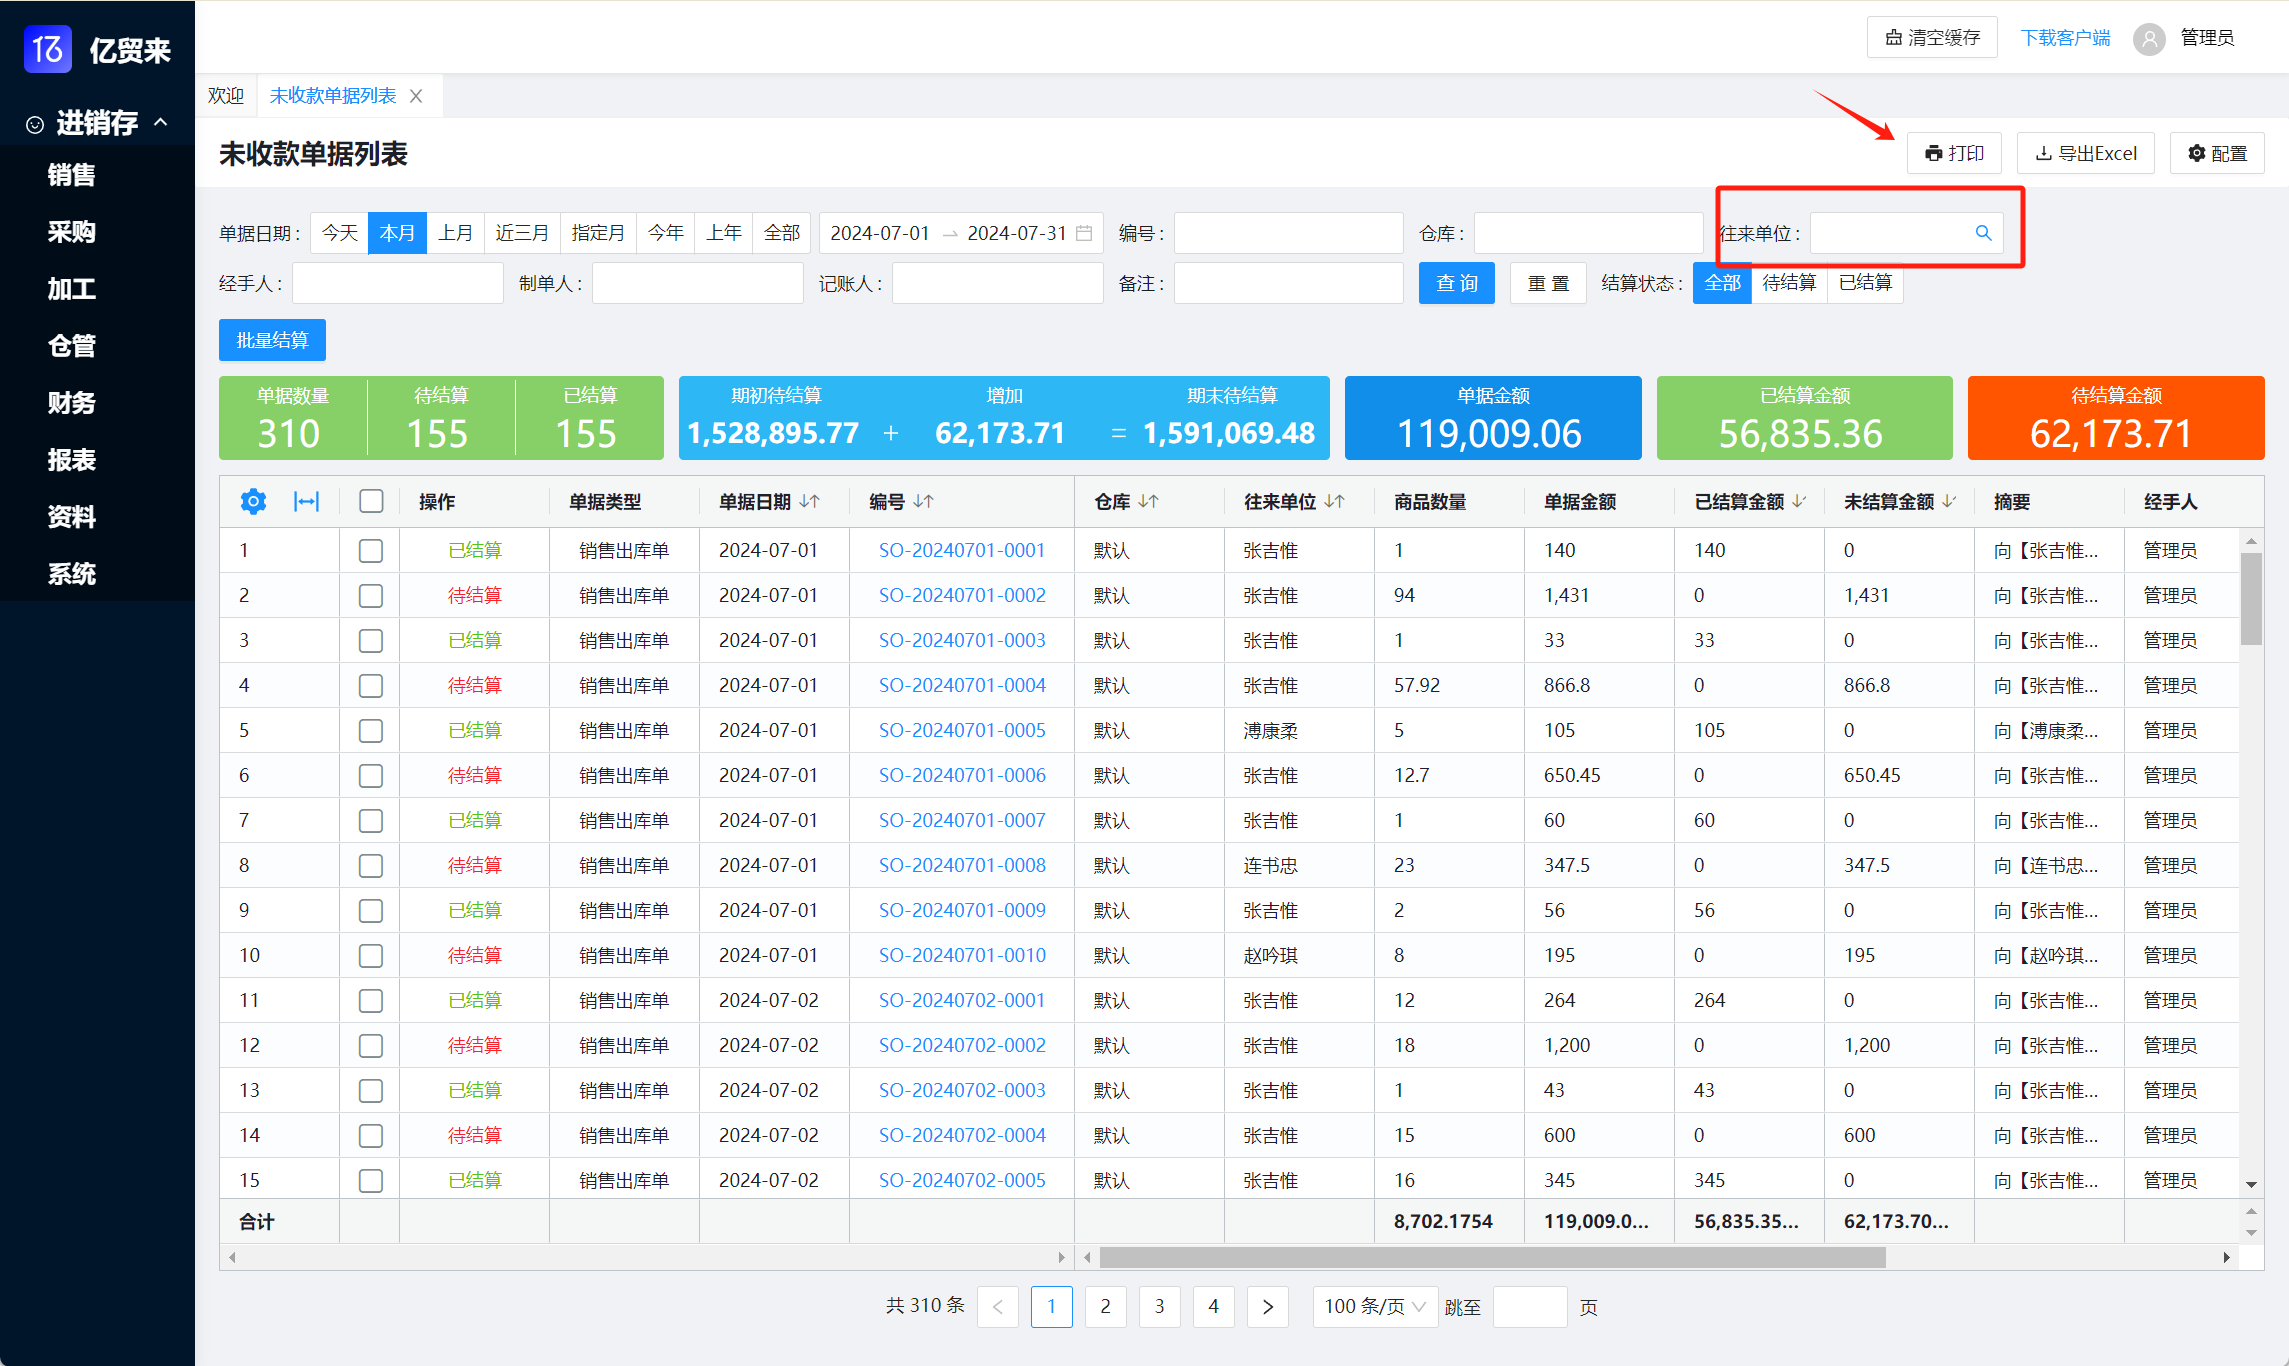 亿贸来
清空缓存 下载客户端 管理员
欢迎 未收款单据列表
进销存
销售
采购
加工
仓管
财务
报表
资料
系统
未收款单据列表 打印 导出Excel 配置
单据日期: 今天 本月 上月 近三月 指定月 今年 上年 全部 2024-07-01 → 2024-07-31 编号: 仓库: 往来单位:
经手人: 制单人: 记账人: 备注: 查 询 重 置 结算状态: 全部 待结算 已结算
批量结算
单据数量 待结算 已结算 期初待结算 增加 期末待结算 单据金额 已结算金额 待结算金额
310 155 155 1,528,895.77 + 62,173.71 = 1,591,069.48 119,009.06 56,835.36 62,173.71
操作 单据类型 单据日期 编号 仓库 往来单位 商品数量 单据金额 已结算金额 未结算金额 摘要 经手人
1 已结算 销售出库单 2024-07-01 SO-20240701-0001 默认 张吉惟 1 140 140 0 向【张吉惟... 管理员
2 待结算 销售出库单 2024-07-01 SO-20240701-0002 默认 张吉惟 94 1,431 0 1,431 向【张吉惟... 管理员
3 已结算 销售出库单 2024-07-01 SO-20240701-0003 默认 张吉惟 1 33 33 0 向【张吉惟... 管理员
4 待结算 销售出库单 2024-07-01 SO-20240701-0004 默认 张吉惟 57.92 866.8 0 866.8 向【张吉惟... 管理员
5 已结算 销售出库单 2024-07-01 SO-20240701-0005 默认 溥康柔 5 105 105 0 向【溥康柔... 管理员
6 待结算 销售出库单 2024-07-01 SO-20240701-0006 默认 张吉惟 12.7 650.45 0 650.45 向【张吉惟... 管理员
7 已结算 销售出库单 2024-07-01 SO-20240701-0007 默认 张吉惟 1 60 60 0 向【张吉惟... 管理员
8 待结算 销售出库单 2024-07-01 SO-20240701-0008 默认 连书忠 23 347.5 0 347.5 向【连书忠... 管理员
9 已结算 销售出库单 2024-07-01 SO-20240701-0009 默认 张吉惟 2 56 56 0 向【张吉惟... 管理员
10 待结算 销售出库单 2024-07-01 SO-20240701-0010 默认 赵吟琪 8 195 0 195 向【赵吟琪... 管理员
11 已结算 销售出库单 2024-07-02 SO-20240702-0001 默认 张吉惟 12 264 264 0 向【张吉惟... 管理员
12 待结算 销售出库单 2024-07-02 SO-20240702-0002 默认 张吉惟 18 1,200 0 1,200 向【张吉惟... 管理员
13 已结算 销售出库单 2024-07-02 SO-20240702-0003 默认 张吉惟 1 43 43 0 向【张吉惟... 管理员
14 待结算 销售出库单 2024-07-02 SO-20240702-0004 默认 张吉惟 15 600 0 600 向【张吉惟... 管理员
15 已结算 销售出库单 2024-07-02 SO-20240702-0005 默认 张吉惟 16 345 345 0 向【张吉惟... 管理员
合计 8,702.1754 119,009.0... 56,835.35... 62,173.70...
共 310 条 < 1 2 3 4 > 100 条/页 跳至 页